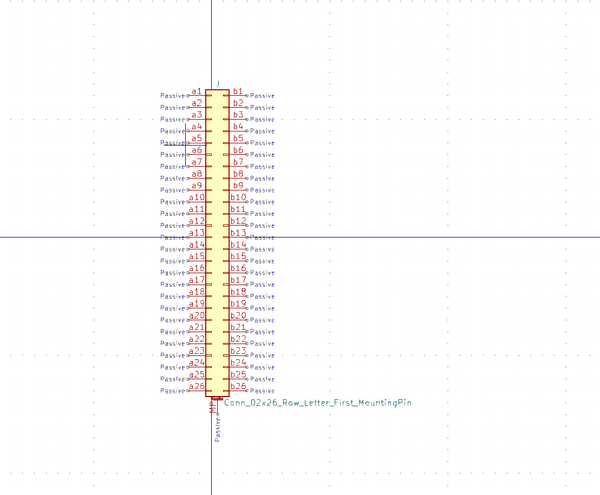 J
Passive a1 b1 Passive
Passive a2 b2 Passive
Passive a3 b3 Passive
Passive a4 b4 Passive
Passive a5 b5 Passive
Passive a6 b6 Passive
Passive a7 b7 Passive
Passive a8 b8 Passive
Passive a9 b9 Passive
Passive a10 b10 Passive
Passive a11 b11 Passive
Passive a12 b12 Passive
Passive a13 b13 Passive
Passive a14 b14 Passive
Passive a15 b15 Passive
Passive a16 b16 Passive
Passive a17 b17 Passive
Passive a18 b18 Passive
Passive a19 b19 Passive
Passive a20 b20 Passive
Passive a21 b21 Passive
Passive a22 b22 Passive
Passive a23 b23 Passive
Passive a24 b24 Passive
Passive a25 b25 Passive
Passive a26 b26 Passive
Conn_02x26_Row_Letter_First_MountingPin
MP
Passive